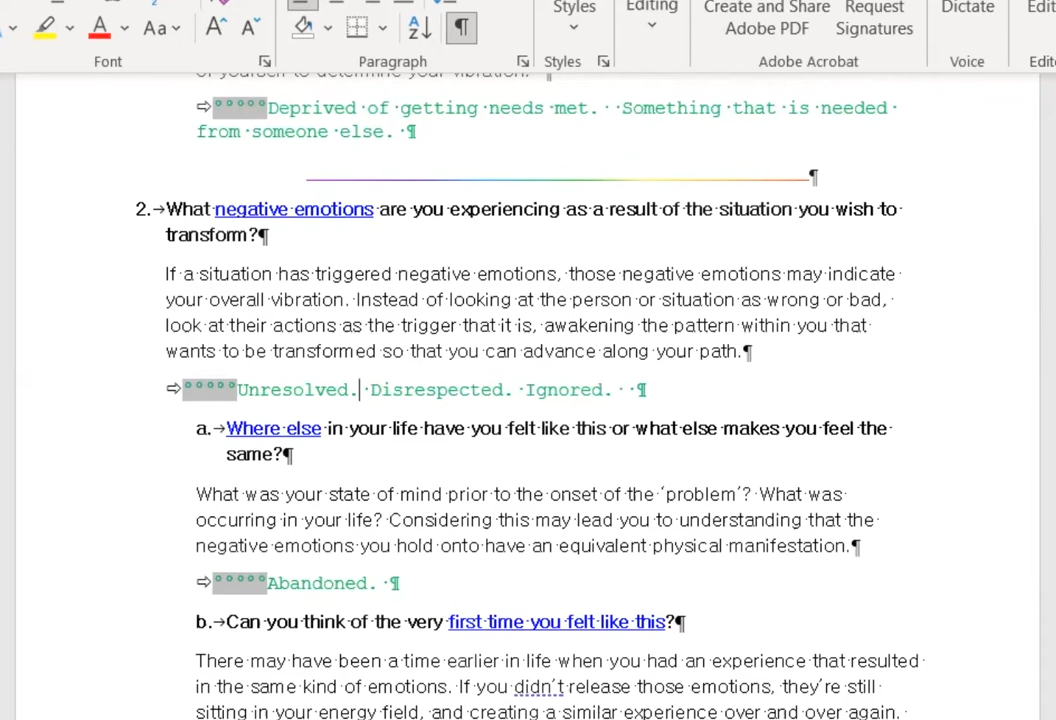 Styles
Editing
Create and Share
Adobe PDF
Request
Signatures
Dictate
Aa
Font
Paragraph
Styles
Adobe Acrobat
Voice
of yourself to determine your vibration.
Deprived of getting needs met. Something that is needed
from someone else.
2. What negative emotions are you experiencing as a result of the situation you wish to
transform?
If a situation has triggered negative emotions, those negative emotions may indicate
your overall vibration. Instead of looking at the person or situation as wrong or bad,
look at their actions as the trigger that it is, awakening the pattern within you that
wants to be transformed so that you can advance along your path.
Unresolved. Disrespected. Ignored.
a. Where else in your life have you felt like this or what else makes you feel the
same?
What was your state of mind prior to the onset of the ‘problem’? What was
occurring in your life? Considering this may lead you to understanding that the
negative emotions you hold onto have an equivalent physical manifestation.
Abandoned.
b. Can you think of the very first time you felt like this?
There may have been a time earlier in life when you had an experience that resulted
in the same kind of emotions. If you didn’t release those emotions, they’re still
sitting in your energy field, and creating a similar experience over and over again.